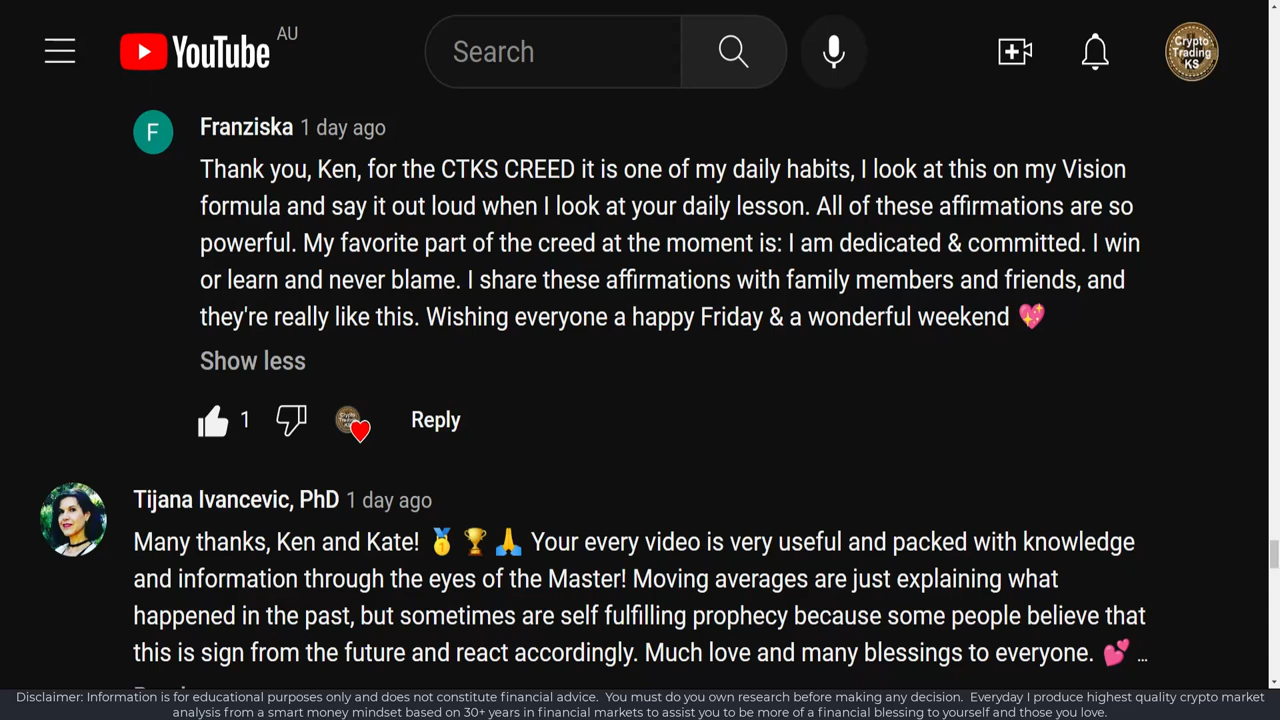 YouTube AU
Search
Crypto
Trading
KS
F
Franziska 1 day ago
Thank you, Ken, for the CTKS CREED it is one of my daily habits, I look at this on my Vision
formula and say it out loud when I look at your daily lesson. All of these affirmations are so
powerful. My favorite part of the creed at the moment is: I am dedicated & committed. I win
or learn and never blame. I share these affirmations with family members and friends, and
they're really like this. Wishing everyone a happy Friday & a wonderful weekend 💖
Show less
1 Reply
Tijana Ivancevic, PhD 1 day ago
Many thanks, Ken and Kate! 🥇 🏆 🙏 Your every video is very useful and packed with knowledge
and information through the eyes of the Master! Moving averages are just explaining what
happened in the past, but sometimes are self fulfilling prophecy because some people believe that
this is sign from the future and react accordingly. Much love and many blessings to everyone. 💕 ...
Disclaimer: Information is for educational purposes only and does not constitute financial advice. You must do you own research before making any decision. Everyday I produce highest quality crypto market
analysis from a smart money mindset based on 30+ years in financial markets to assist you to be more of a financial blessing to yourself and those you love